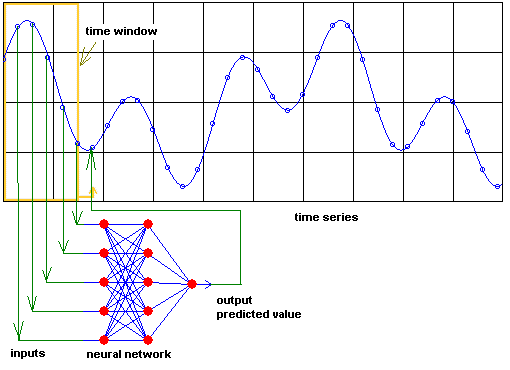 time window
time series
output
predicted value
inputs
neural network